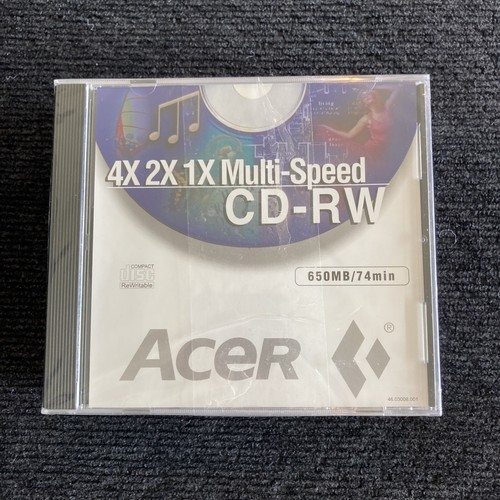 4X 2X 1X Multi-Speed
CD-RW
COMPACT
disc
ReWritable
650MB/74min
ACeR
®